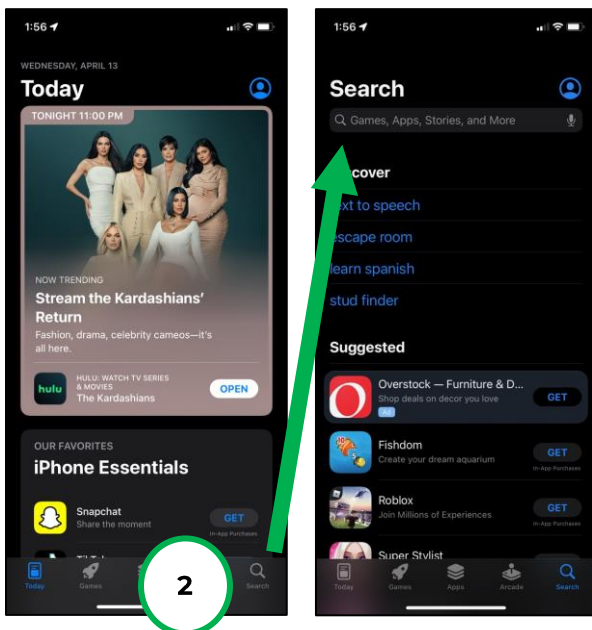 1:56
WEDNESDAY, APRIL 13
Today
TONIGHT 11:00 PM
NOW TRENDING
Stream the Kardashians'
Return
Fashion, drama, celebrity cameos—it's
all here.
hulu
HULU: WATCH TV SERIES
& MOVIES
The Kardashians
OPEN
OUR FAVORITES
iPhone Essentials
Snapchat
Share the moment
GET
In-App Purchases
Today
Games
Search
2
1:56
Search
Games, Apps, Stories, and More
cover
ext to speech
escape room
learn spanish
stud finder
Suggested
Overstock — Furniture & D...
Shop deals on decor you love
Ad
GET
Fishdom
Create your dream aquarium
GET
In-App Purchases
Roblox
Join Millions of Experiences
GET
In-App Purchases
Super Stylist
Today
Games
Apps
Arcade
Search